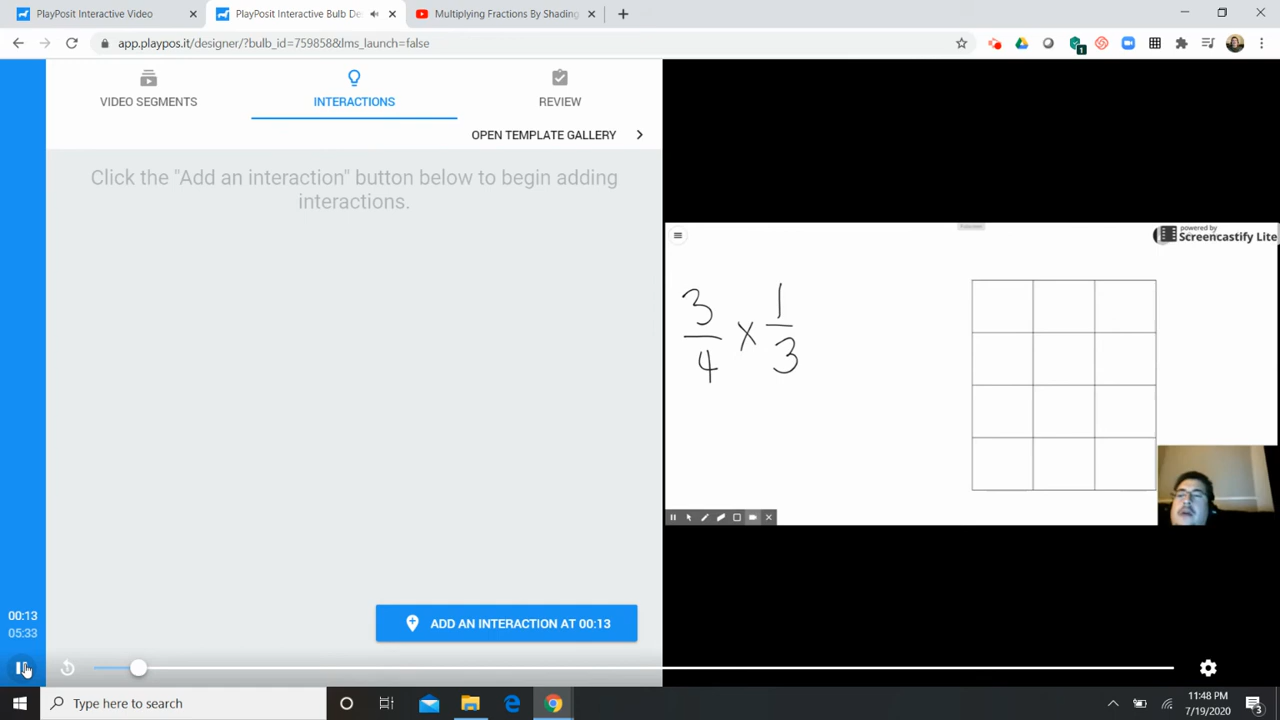 PlayPosit Interactive Video
PlayPosit Interactive Bulb De
Multiplying Fractions By Shading
app.playpos.it/designer/?bulb_id=759858&dms_launch=false
1
VIDEO SEGMENTS
INTERACTIONS
REVIEW
OPEN TEMPLATE GALLERY
Click the "Add an interaction" button below to begin adding
interactions.
powered by
Screencastify Lite
3/4 x 1/3
00:13
05:33
ADD AN INTERACTION AT 00:13
Type here to search
11:48 PM
7/19/2020
3